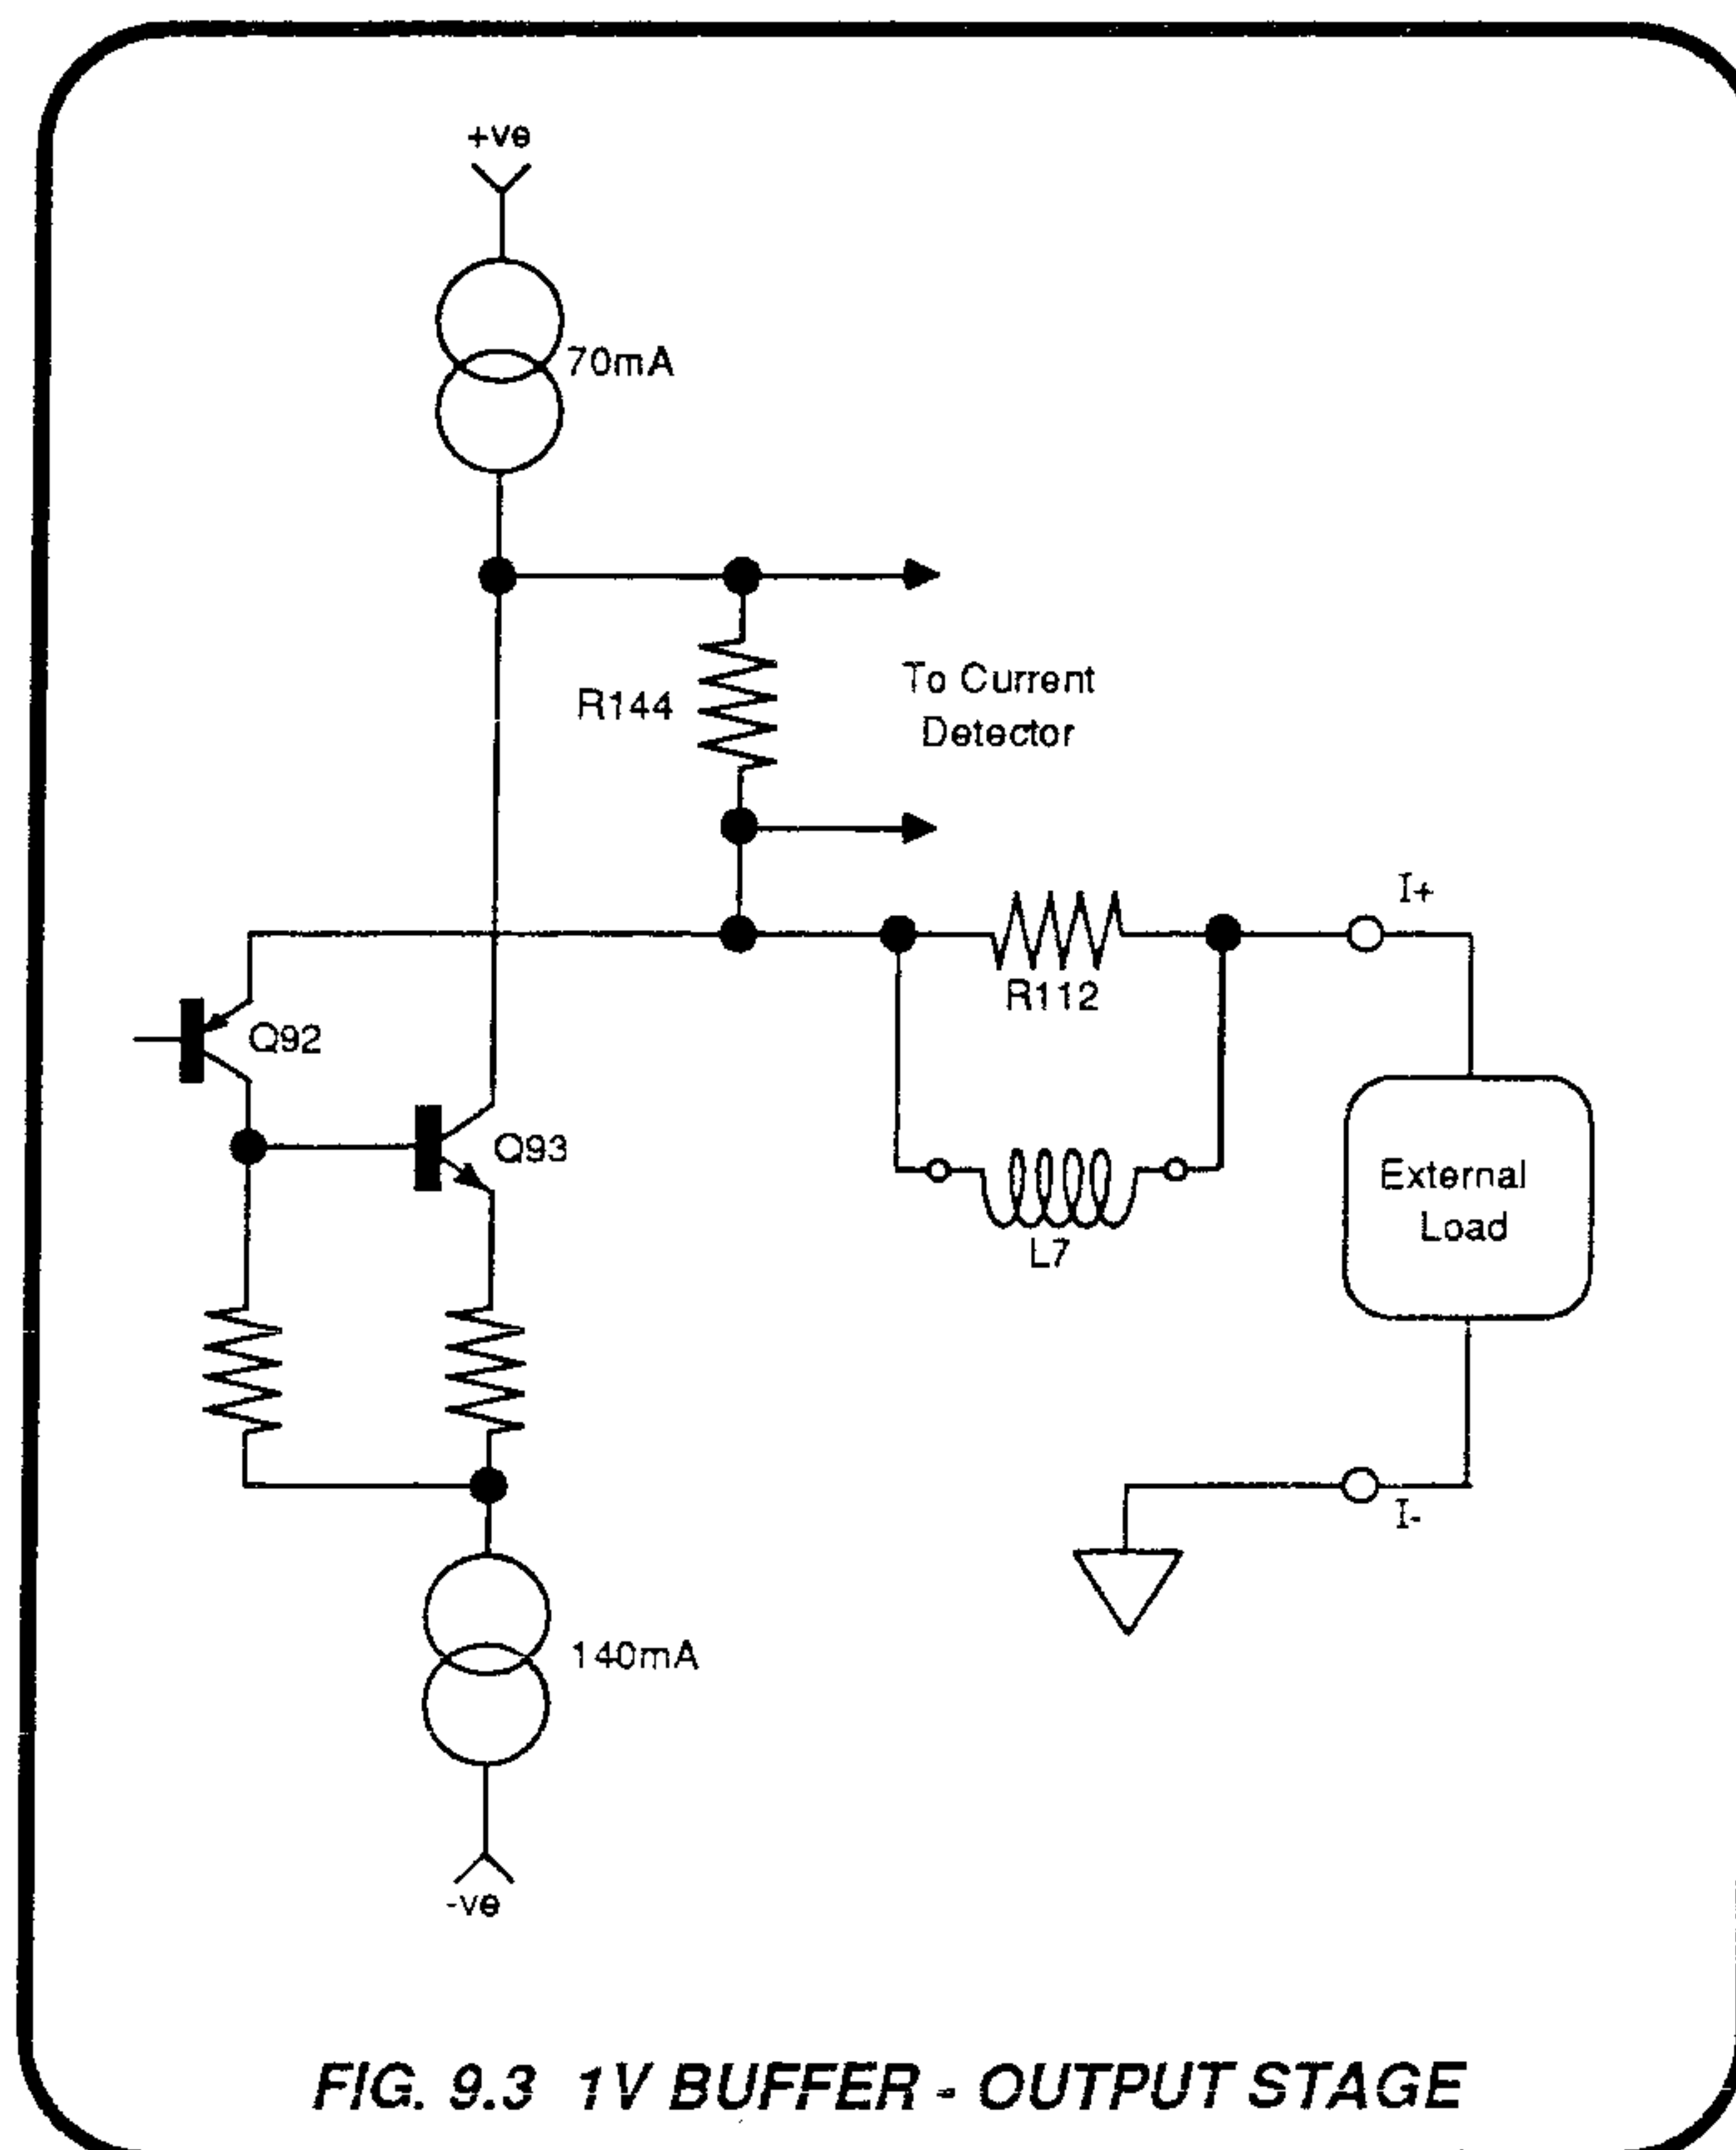 +ve
70mA
R144
To Current
Detector
I+
R112
Q92
Q93
External
Load
L7
I-
140mA
-ve
FIG. 9.3 1V BUFFER - OUTPUT STAGE